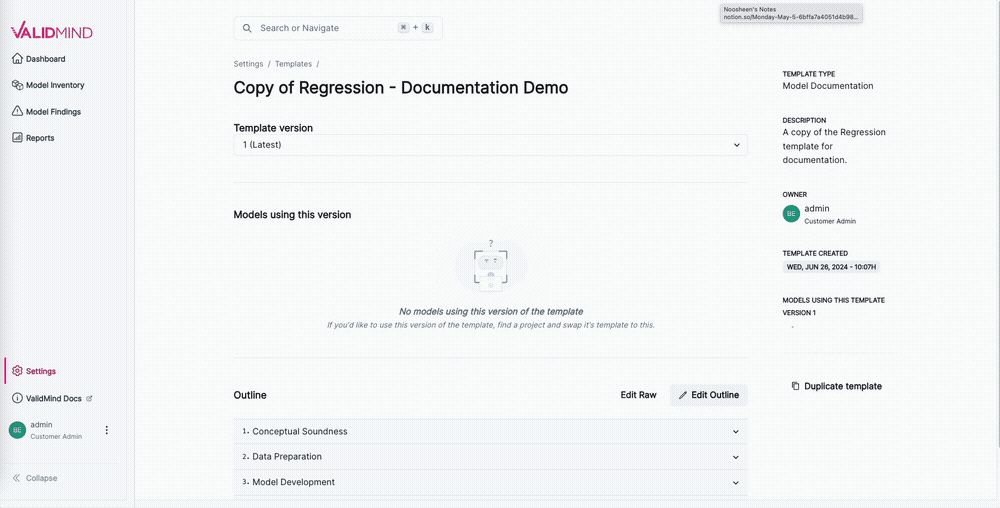 Noosheen's Notes
notion.so/Monday-May-5-6bffa7a4051d4b98...
VALIDMIND
Search or Navigate ⌘ + k
Dashboard
Model Inventory
Model Findings
Reports
Settings / Templates /
Copy of Regression - Documentation Demo
Template version
1 (Latest)
Models using this version
?
No models using this version of the template
If you'd like to use this version of the template, find a project and swap it's template to this.
Outline
Edit Raw
Edit Outline
1. Conceptual Soundness
2. Data Preparation
3. Model Development
TEMPLATE TYPE
Model Documentation
DESCRIPTION
A copy of the Regression
template for
documentation.
OWNER
BE
admin
Customer Admin
TEMPLATE CREATED
WED, JUN 26, 2024 - 10:07H
MODELS USING THIS TEMPLATE
VERSION 1
-
Duplicate template
Settings
ValidMind Docs
BE
admin
Customer Admin
Collapse